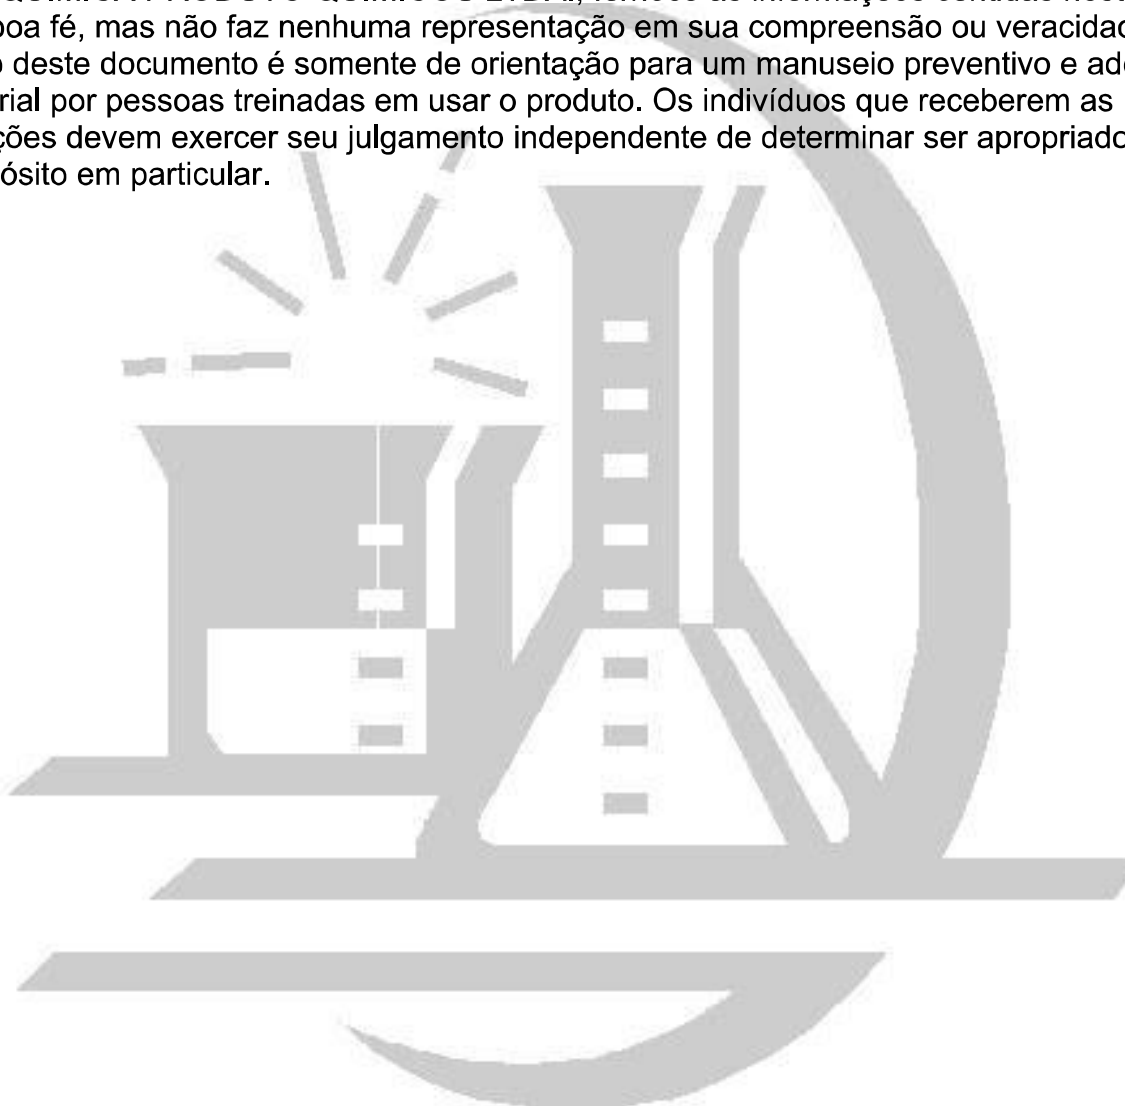 boa fé, mas não faz nenhuma representação em sua compreensão ou veracidad
o deste documento é somente de orientação para um manuseio preventivo e ad
rial por pessoas treinadas em usar o produto. Os indivíduos que receberem as
ções devem exercer seu julgamento independente de determinar ser apropriado
ósito em particular.